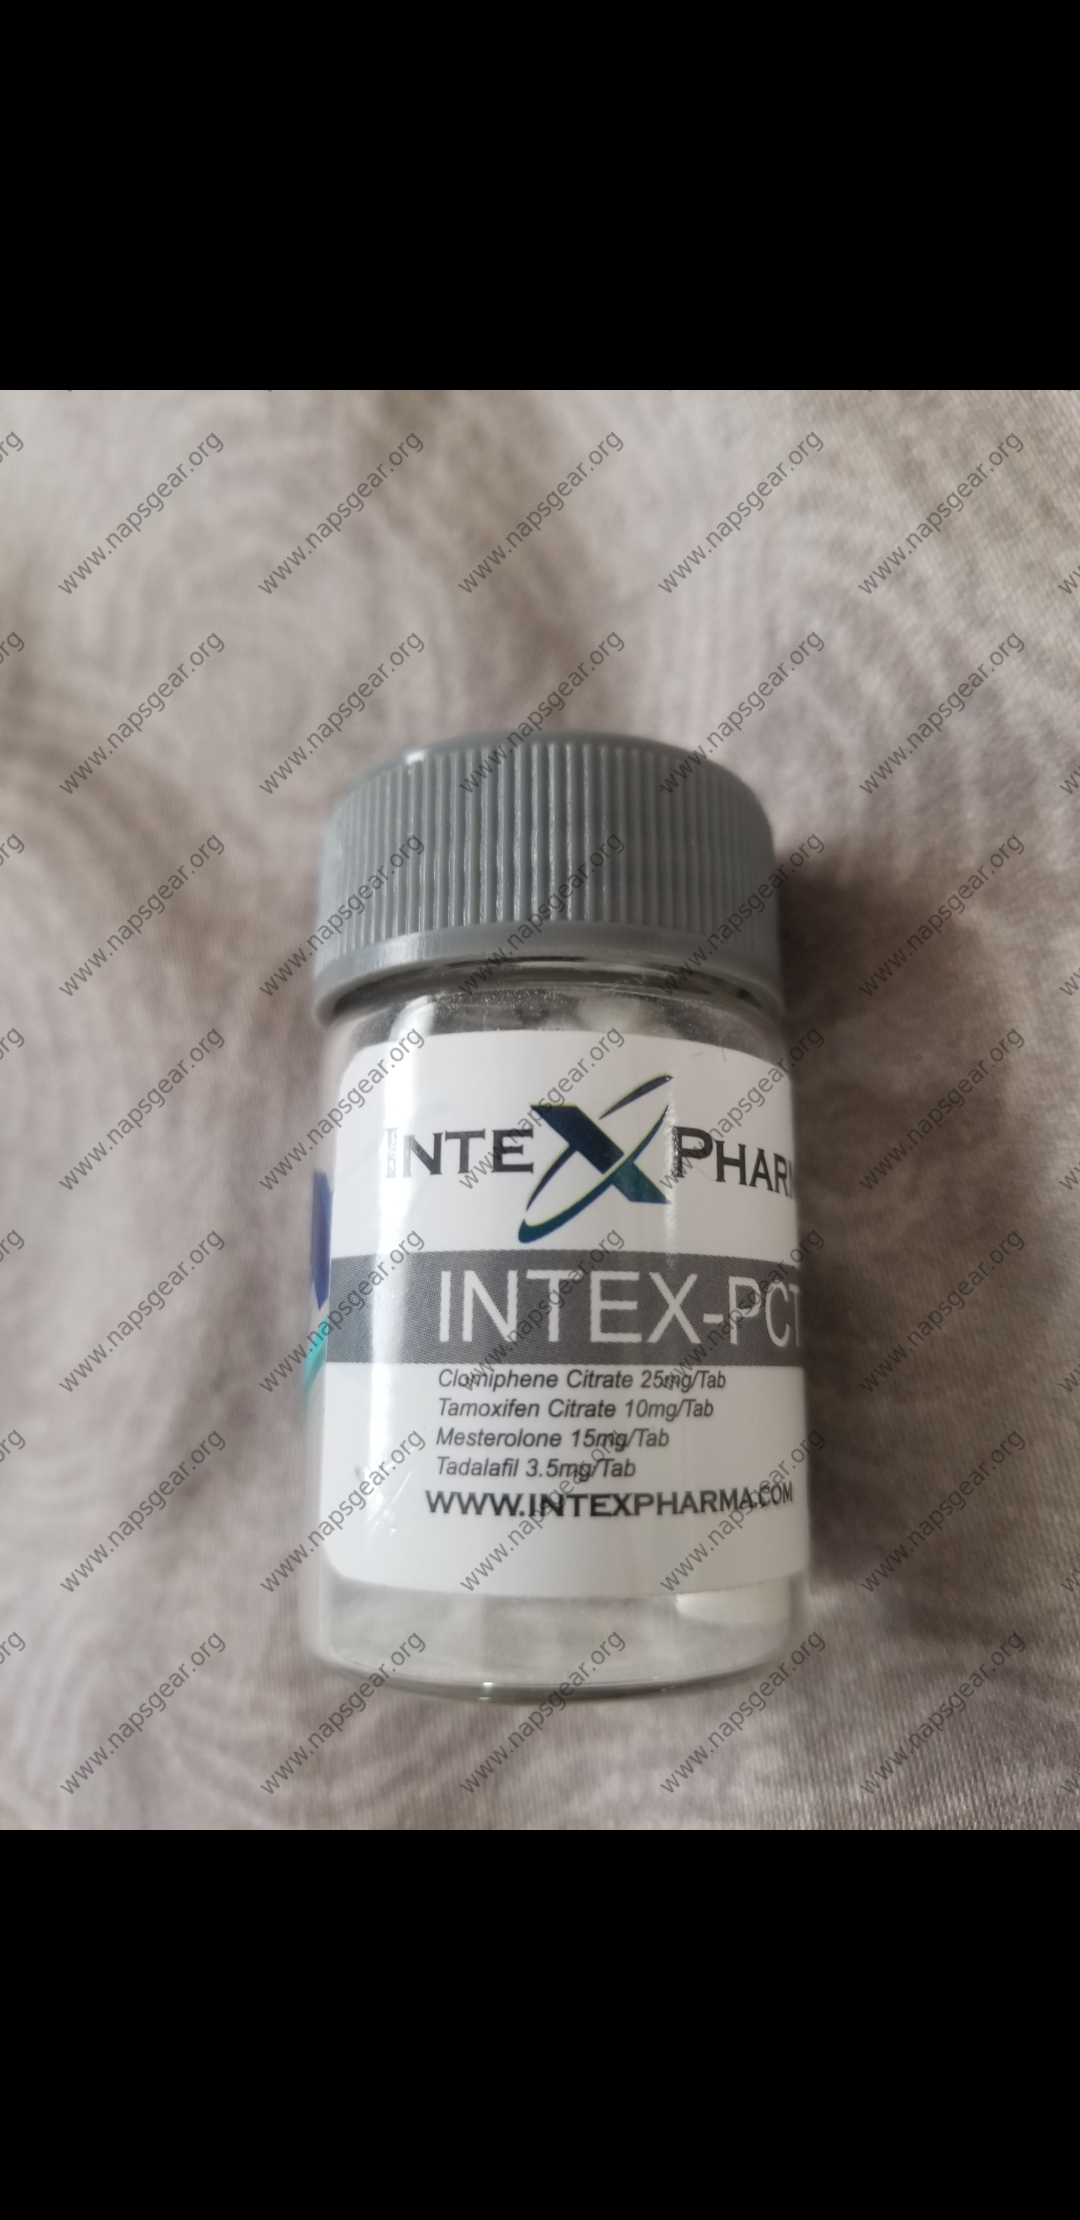 INTEX PHARM
INTEX-PCT
Clomiphene Citrate 25mg/Tab
Tamoxifen Citrate 10mg/Tab
Mesterolone 15mg/Tab
Tadalafil 3.5mg/Tab
WWW.INTEXPHARMA.COM
www.napsgear.org